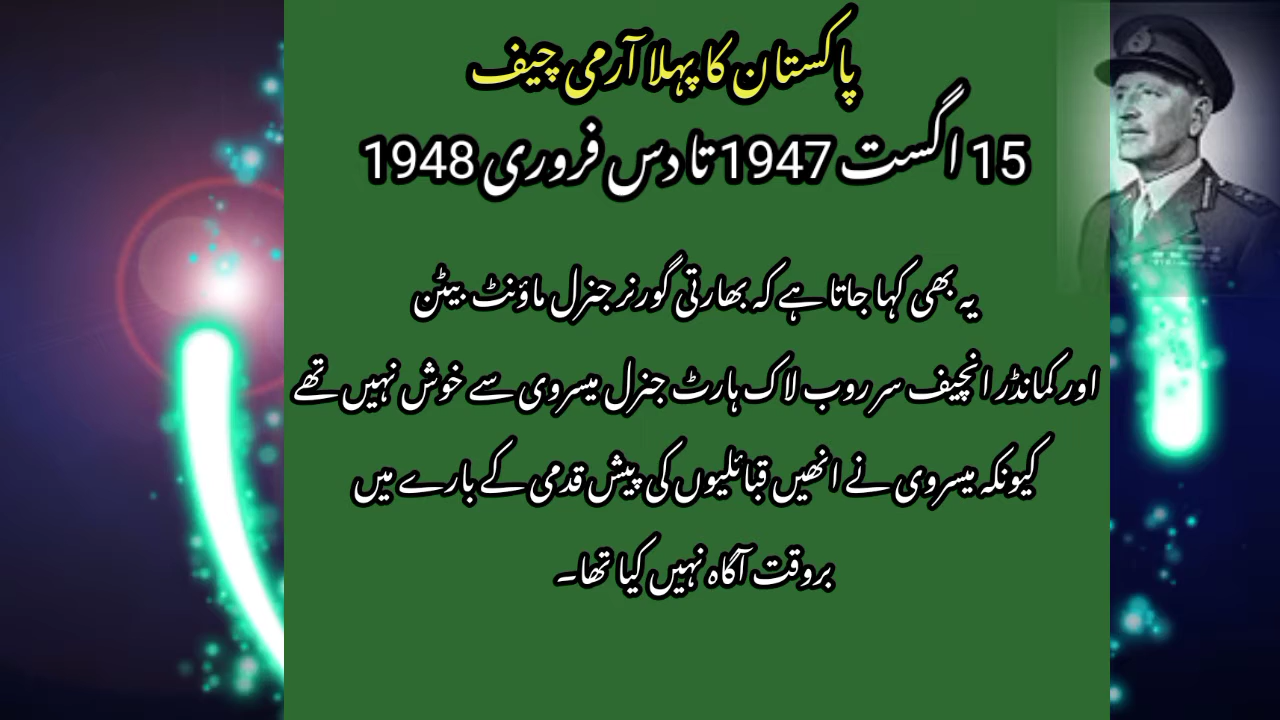 پاکستان کا پہلا آرمی چیف
15 اگست 1947 تا دس فروری 1948
یہ بھی کہا جاتا ہے کہ بھارتی گورنر جنرل ماؤنٹ بیٹن
اور کمانڈر انچیف سر روب لاک ہارٹ جنرل میسروی سے خوش نہیں تھے
کیونکہ میسروی نے انھیں قبائلیوں کی پیش قدمی کے بارے میں
بروقت آگاہ نہیں کیا تھا۔